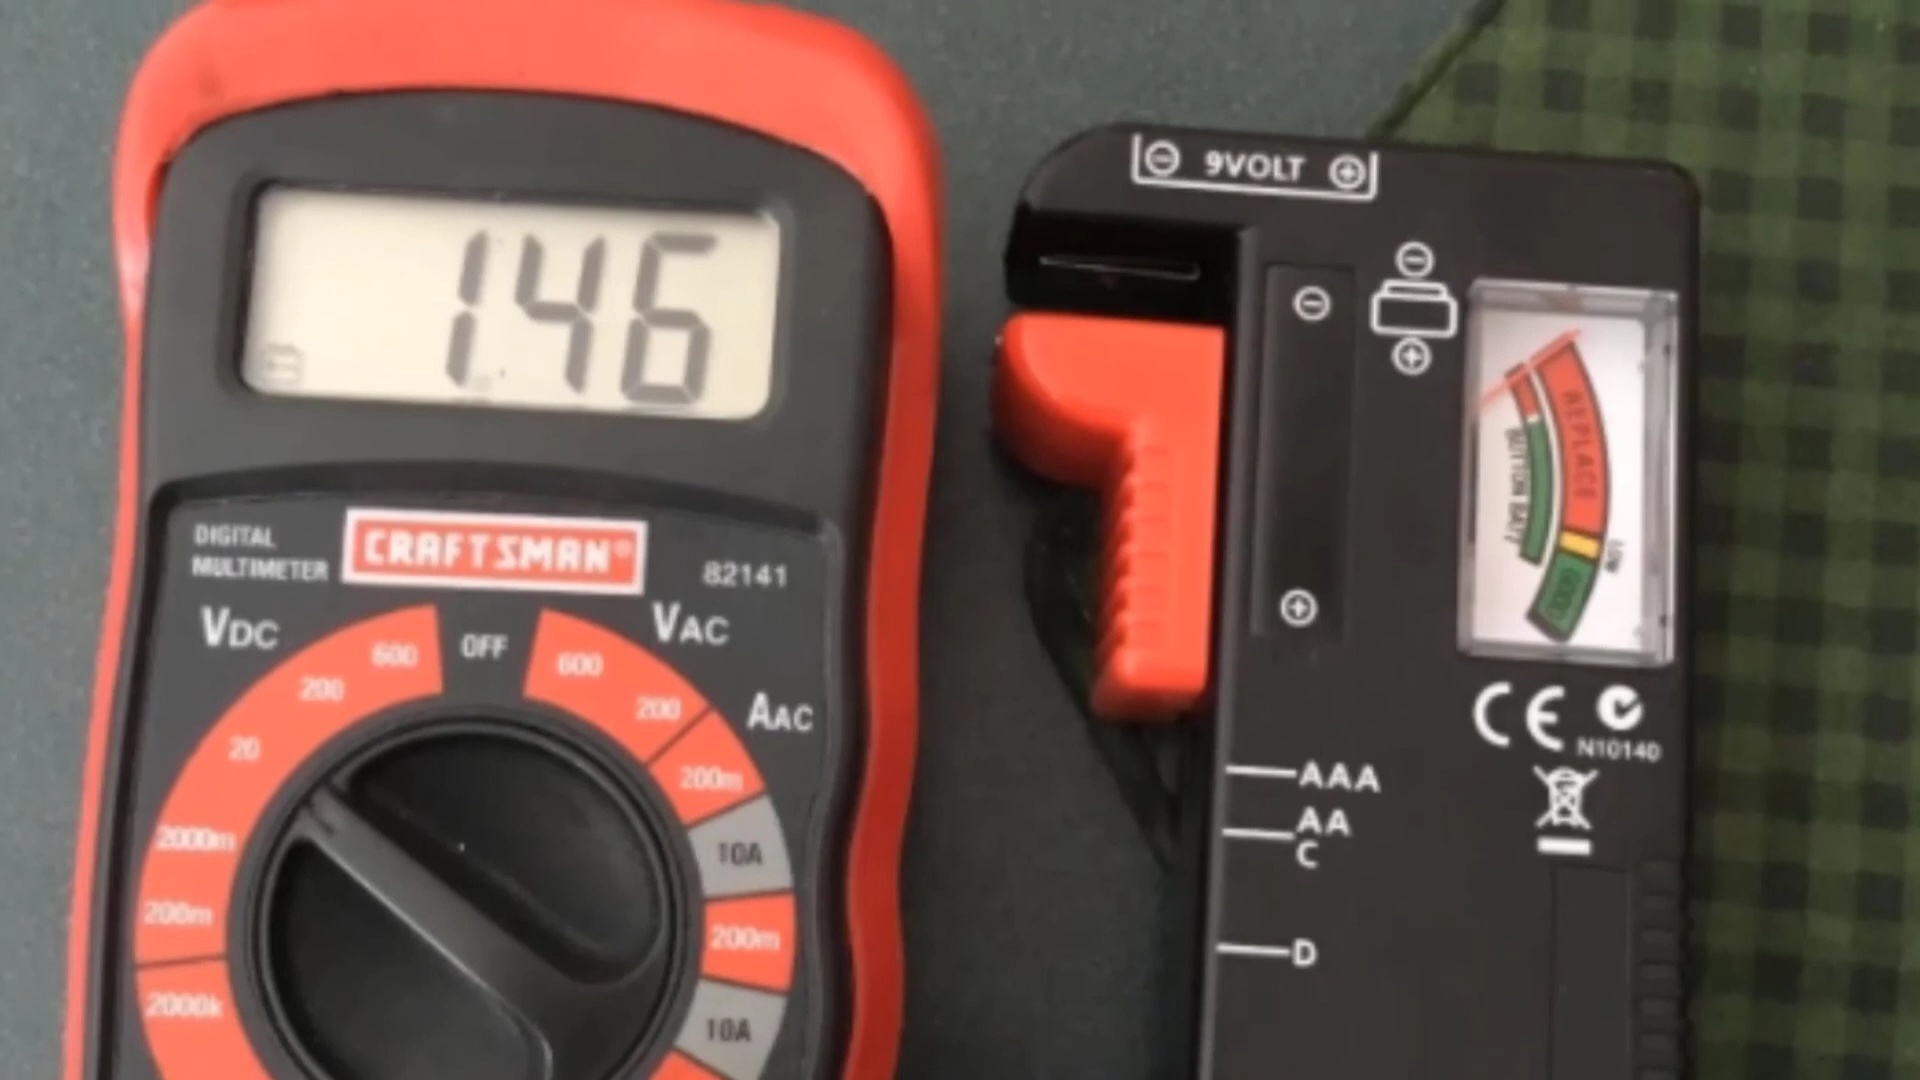 1.46
DIGITAL
MULTIMETER
CRAFTSMAN®
82141
VDC
OFF
VAC
600
200
20
2000m
200m
2000k
600
200
AAC
200m
10A
200m
10A
9VOLT
REPLACE
LOW
GOOD
BUTTON BATT
CE
N10140
AAA
AA
C
D